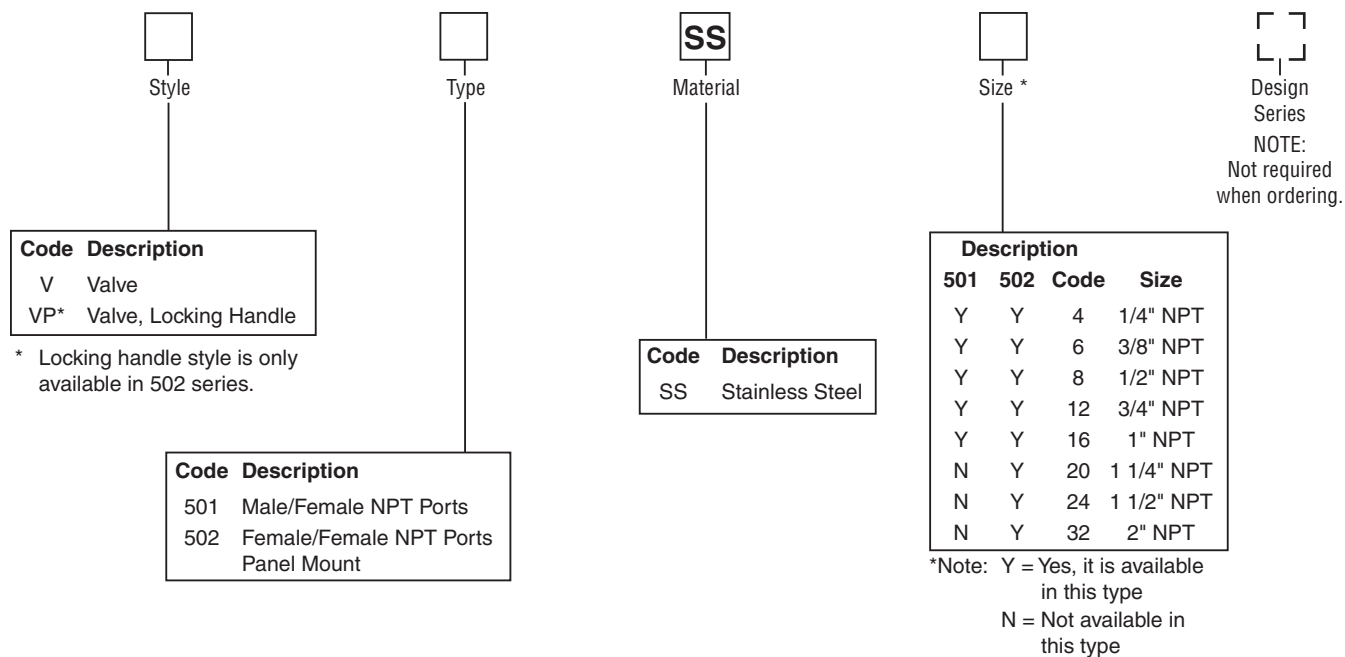 SS
Style
Type
Material
Size *
Design
Series
NOTE:
Not required
when ordering.
Code Description
V Valve
VP* Valve, Locking Handle
* Locking handle style is only
available in 502 series.
Code Description
501 Male/Female NPT Ports
502 Female/Female NPT Ports
Panel Mount
Code Description
SS Stainless Steel
Description
501 502 Code Size
Y Y 4 1/4" NPT
Y Y 6 3/8" NPT
Y Y 8 1/2" NPT
Y Y 12 3/4" NPT
Y Y 16 1" NPT
N Y 20 1 1/4" NPT
N Y 24 1 1/2" NPT
N Y 32 2" NPT
*Note: Y = Yes, it is available
in this type
N = Not available in
this type